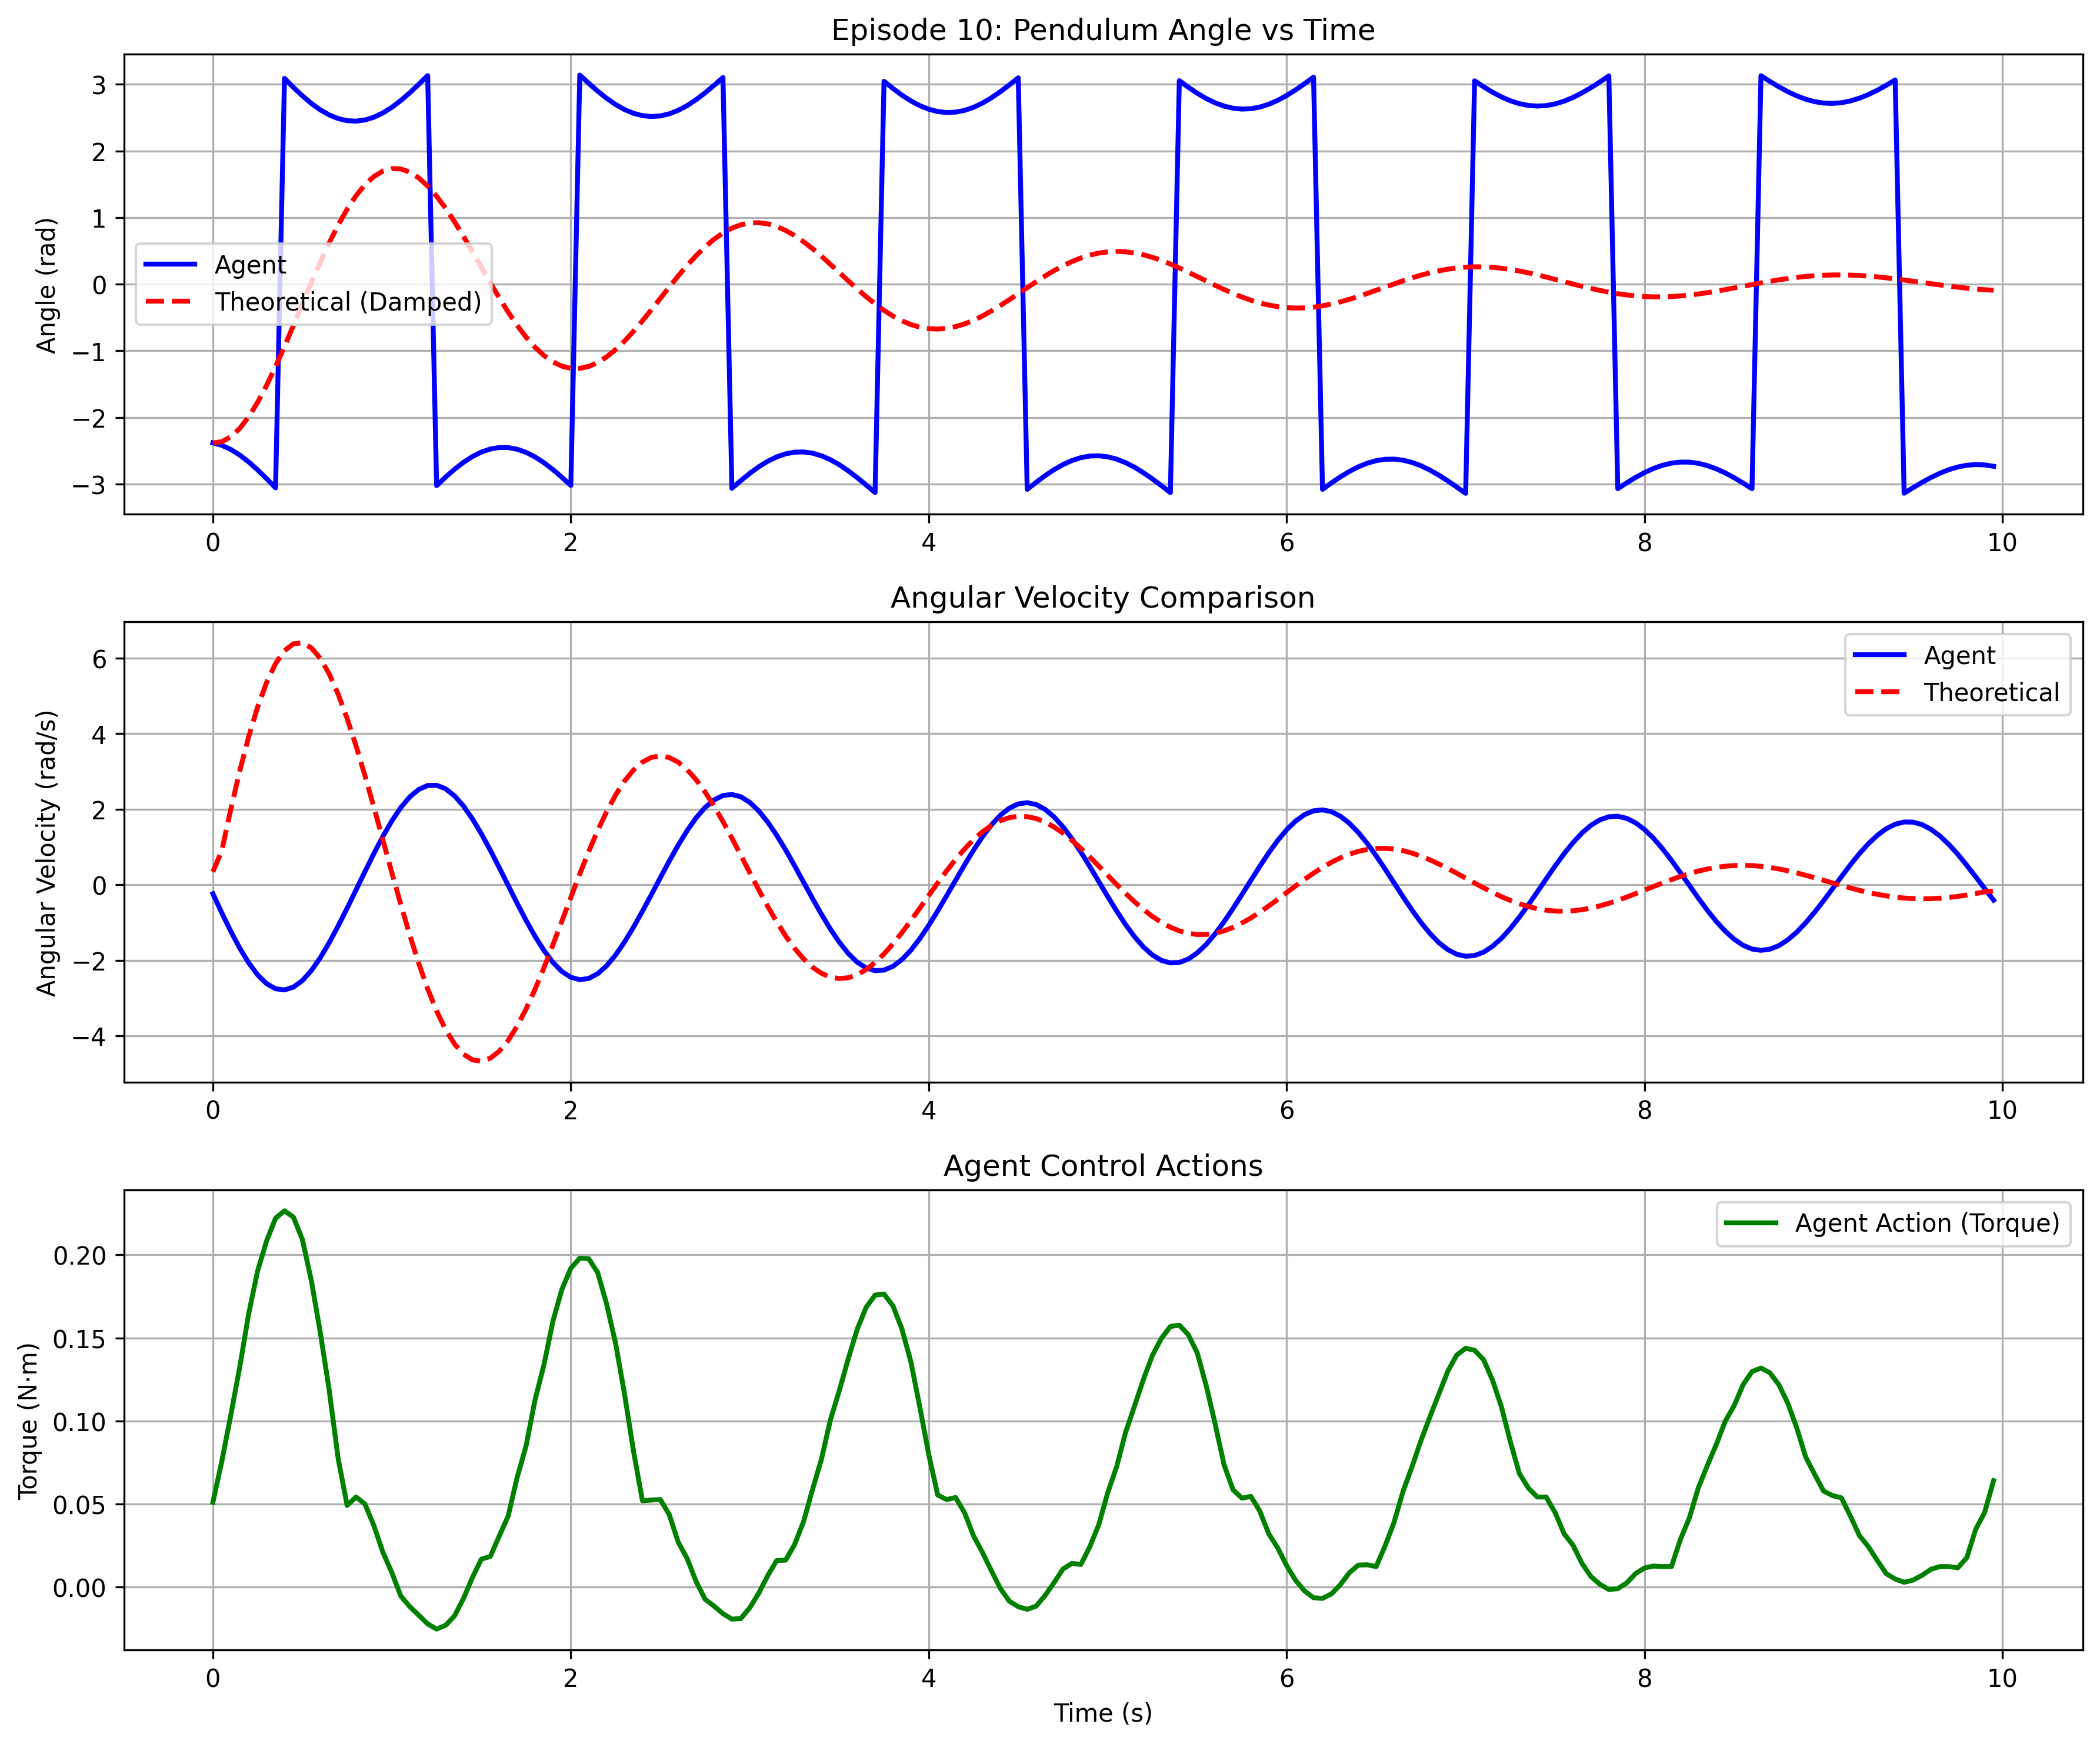 Episode 10: Pendulum Angle vs Time
Angle (rad)
3
2
1
0
−1
−2
−3
Agent
Theoretical (Damped)
0 2 4 6 8 10
Angular Velocity Comparison
Angular Velocity (rad/s)
6
4
2
0
−2
−4
Agent
Theoretical
0 2 4 6 8 10
Agent Control Actions
Torque (N·m)
0.20
0.15
0.10
0.05
0.00
Agent Action (Torque)
0 2 4 6 8 10
Time (s)